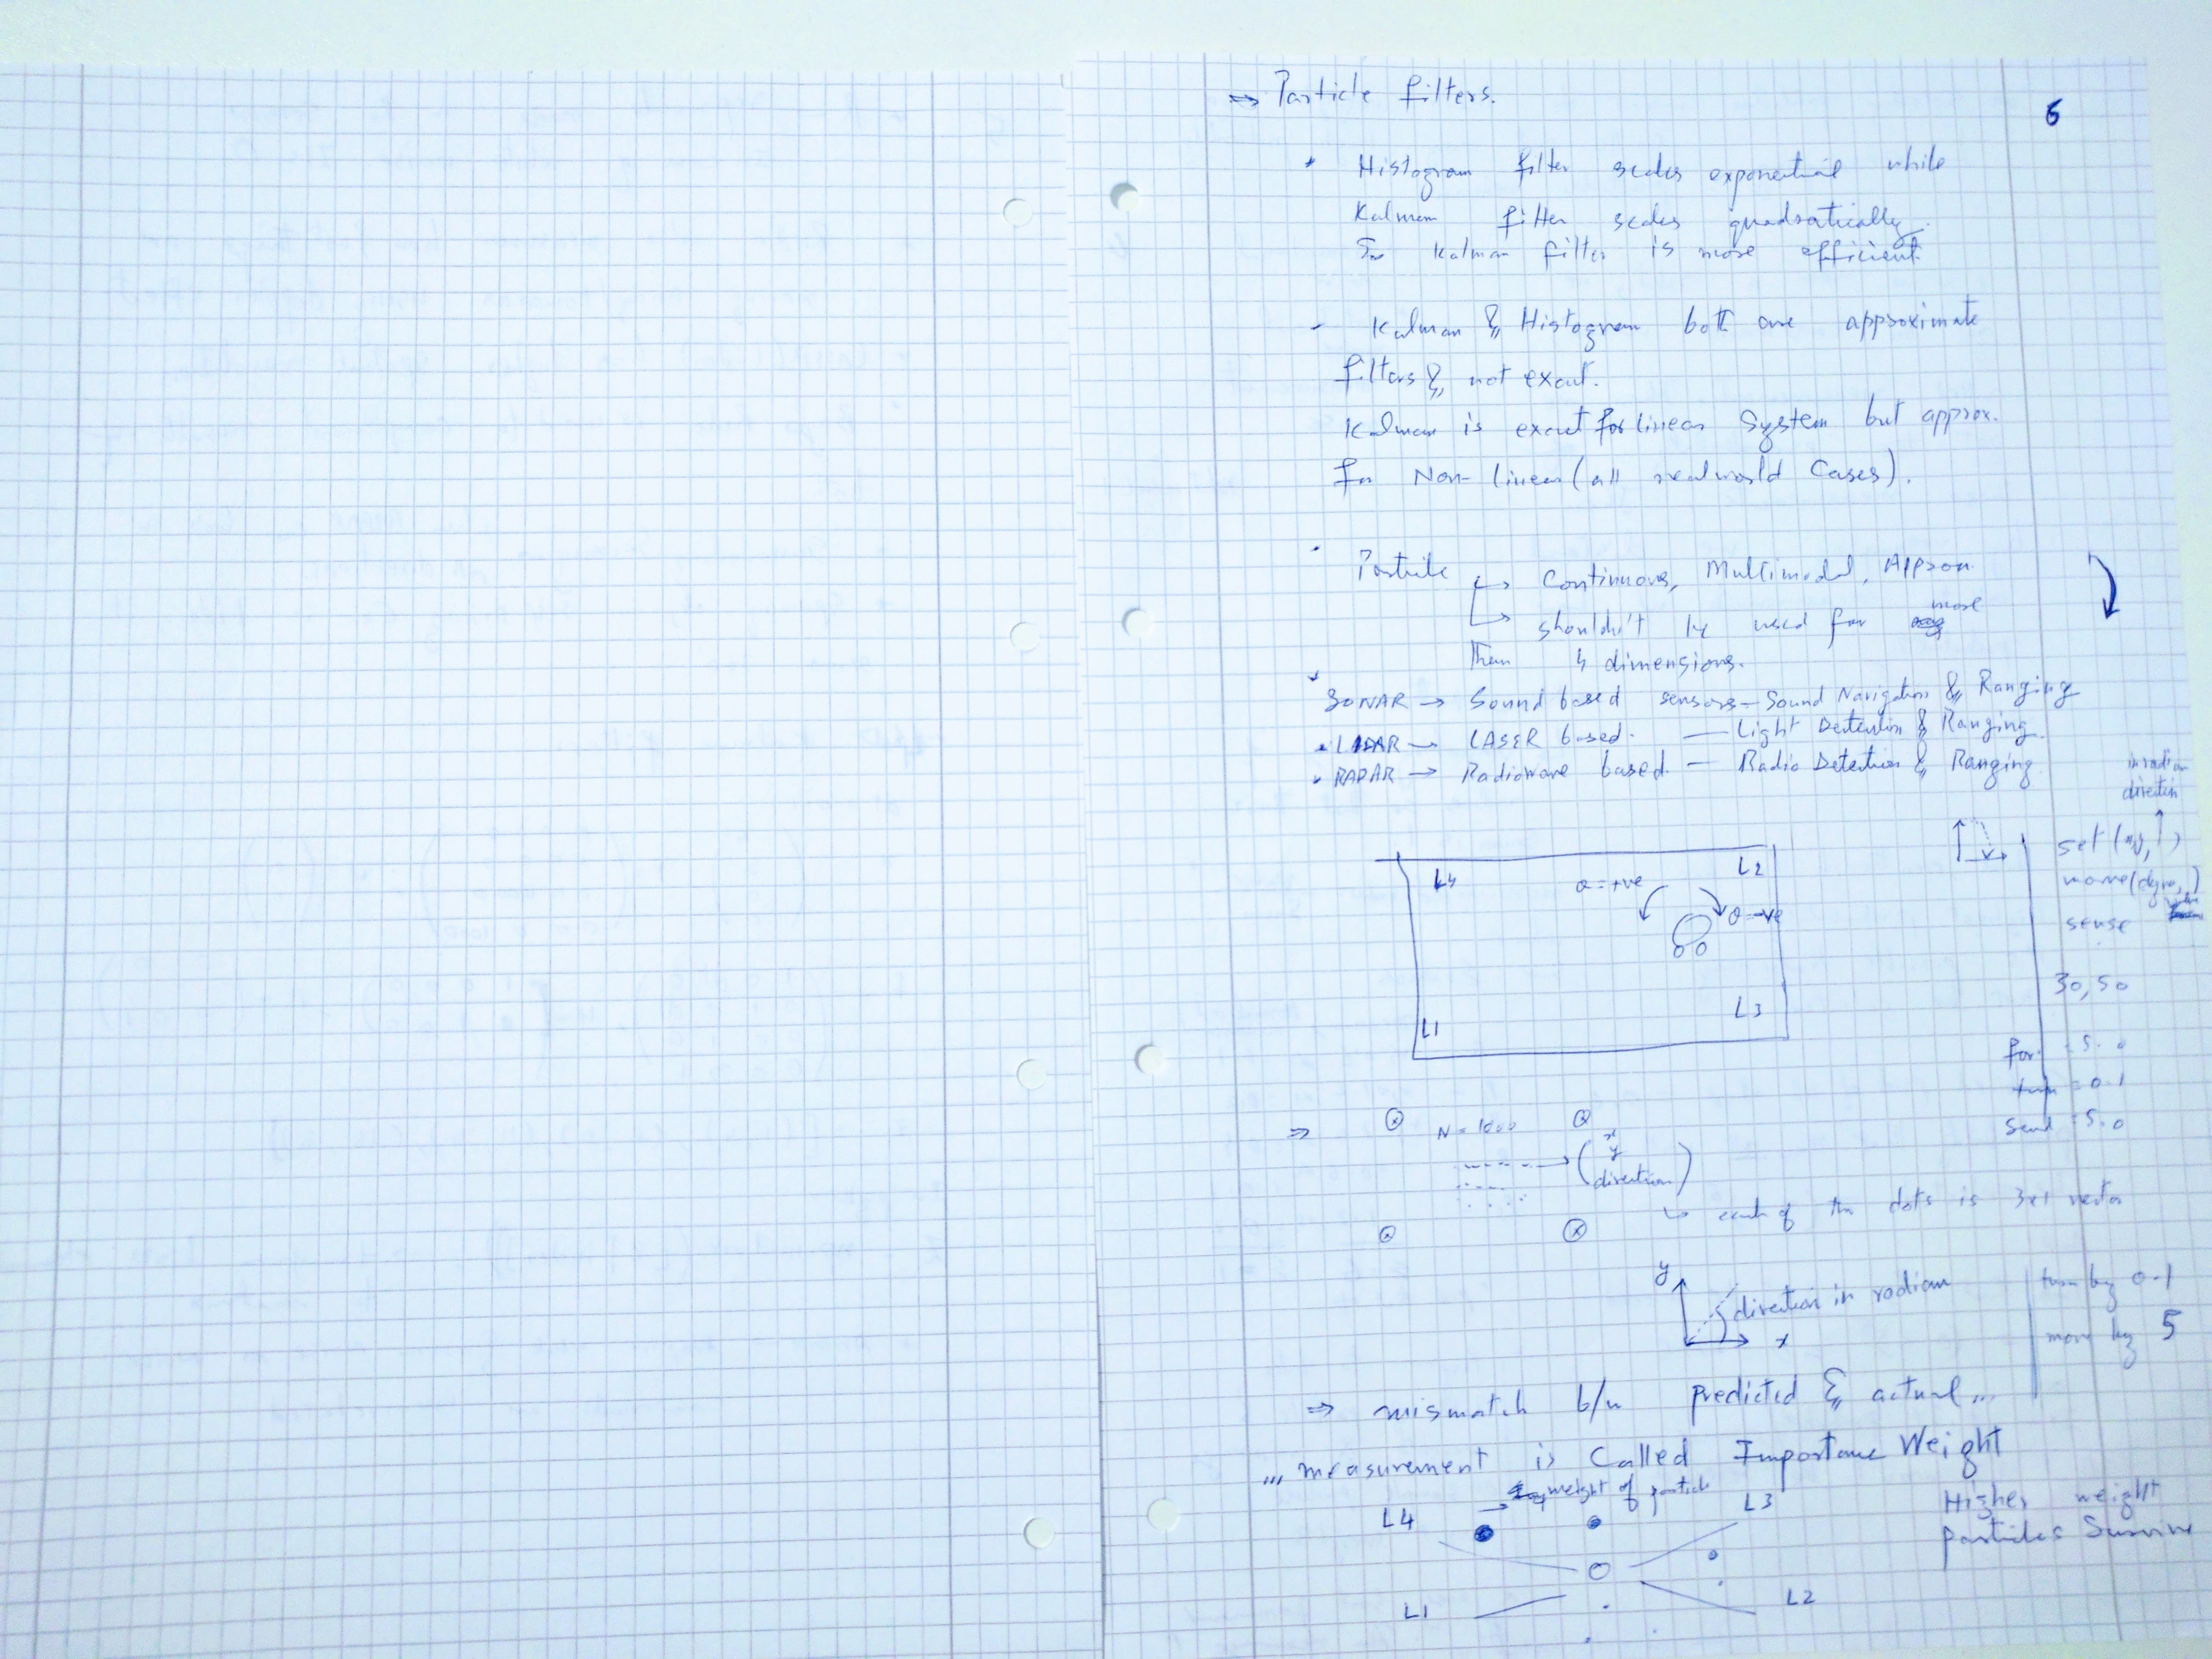 ⇒ Particle filters.
6
* Histogram filter scales exponential while
Kalman filter scales quadratically.
So Kalman filter is more efficient.
- Kalman & Histogram both are approximate
filters & not exact.
Kalman is exact for linear System but approx.
for Non-linear (all realworld Cases).
Particle → Continuous, Multimodal, Approx.
→ shouldn't be used for more
than 4 dimensions.
SONAR → Sound based sensors - Sound Navigation & Ranging
LIDAR → LASER based. — Light Detection & Ranging.
RADAR → Radiowave based. — Radio Detection & Ranging
in radian
direction
set (x, y, ↑)
move (
sense
30, 50
for = 5.0
turn = 0.1
5.0
L4 L2
θ = +ve
θ = -ve
L1 L3
⇒ N = 1000
(x
y
direction)
↳ each of the dots is 3x1 vector
y
direction in radian
x
turn by 0.1
move by 5
⇒ mismatch b/w predicted & actual...
... measurement is Called Importance Weight
→ weight of particle
Higher weight
particles Survive
L4 L3
L1 L2